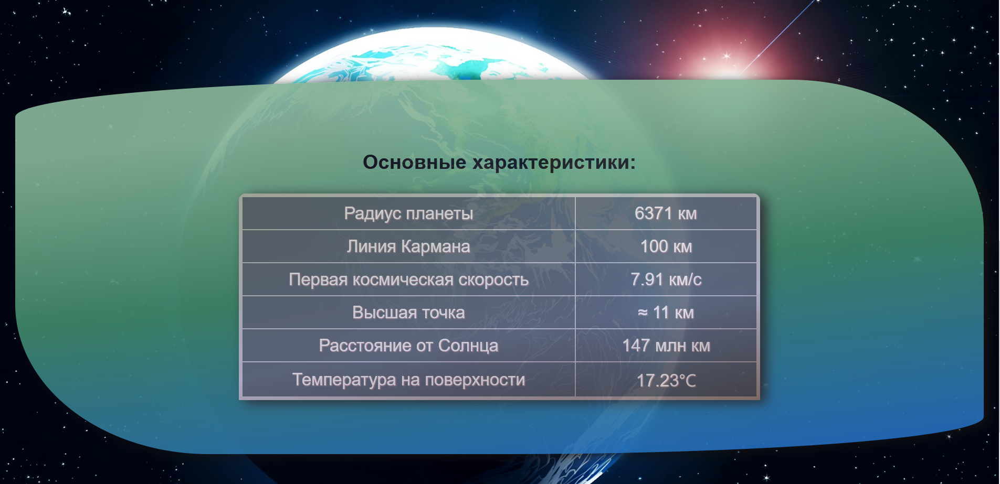 Основные характеристики:
Радиус планеты 6371 км
Линия Кармана 100 км
Первая космическая скорость 7.91 км/с
Высшая точка ≈ 11 км
Расстояние от Солнца 147 млн км
Температура на поверхности 17.23°C